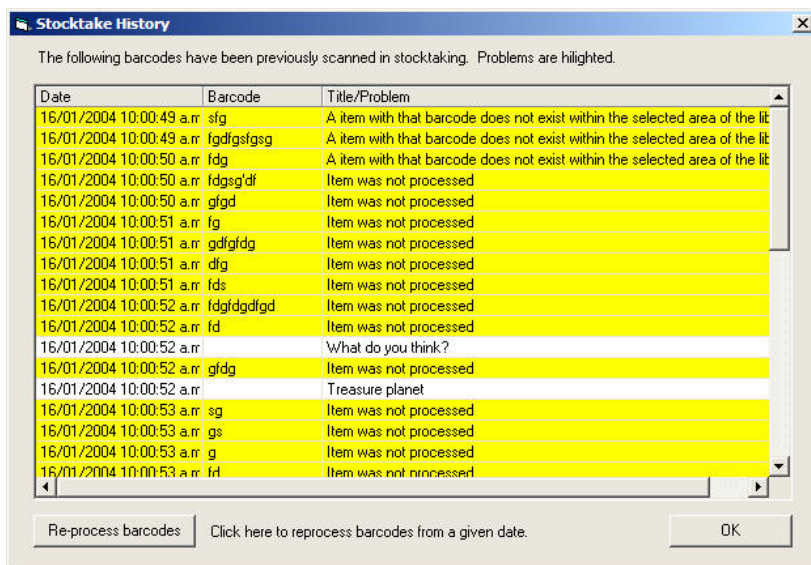 Stocktake History
The following barcodes have been previously scanned in stocktaking. Problems are hilighted.
Date Barcode Title/Problem
16/01/2004 10:00:49 a.m sfg A item with that barcode does not exist within the selected area of the lib
16/01/2004 10:00:49 a.m fgdfgsfgsg A item with that barcode does not exist within the selected area of the lib
16/01/2004 10:00:50 a.m fdg A item with that barcode does not exist within the selected area of the lib
16/01/2004 10:00:50 a.m fdgsg'df Item was not processed
16/01/2004 10:00:50 a.m gfgd Item was not processed
16/01/2004 10:00:51 a.m fg Item was not processed
16/01/2004 10:00:51 a.m gdfgfdg Item was not processed
16/01/2004 10:00:51 a.m dfg Item was not processed
16/01/2004 10:00:51 a.m fds Item was not processed
16/01/2004 10:00:52 a.m fdgfdgdfgd Item was not processed
16/01/2004 10:00:52 a.m fd Item was not processed
16/01/2004 10:00:52 a.m What do you think?
16/01/2004 10:00:52 a.m gfdg Item was not processed
16/01/2004 10:00:52 a.m Treasure planet
16/01/2004 10:00:53 a.m sg Item was not processed
16/01/2004 10:00:53 a.m gs Item was not processed
16/01/2004 10:00:53 a.m g Item was not processed
16/01/2004 10:00:53 a.m fd Item was not processed
Re-process barcodes Click here to reprocess barcodes from a given date. OK